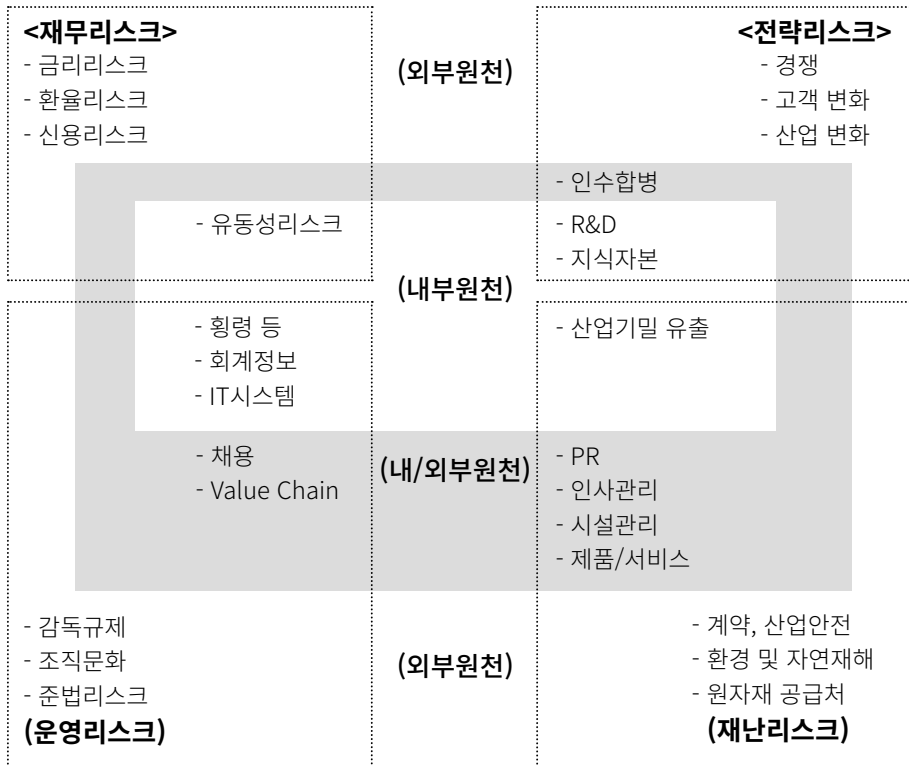 <재무리스크>
- 금리리스크
- 환율리스크
- 신용리스크
- 유동성리스크
(외부원천)
<전략리스크>
- 경쟁
- 고객 변화
- 산업 변화
- 인수합병
- R&D
- 지식자본
(내부원천)
- 횡령 등
- 회계정보
- IT시스템
- 채용
- Value Chain
- 감독규제
- 조직문화
- 준법리스크
(운영리스크)
(내/외부원천)
(외부원천)
- 산업기밀 유출
- PR
- 인사관리
- 시설관리
- 제품/서비스
- 계약, 산업안전
- 환경 및 자연재해
- 원자재 공급처
(재난리스크)